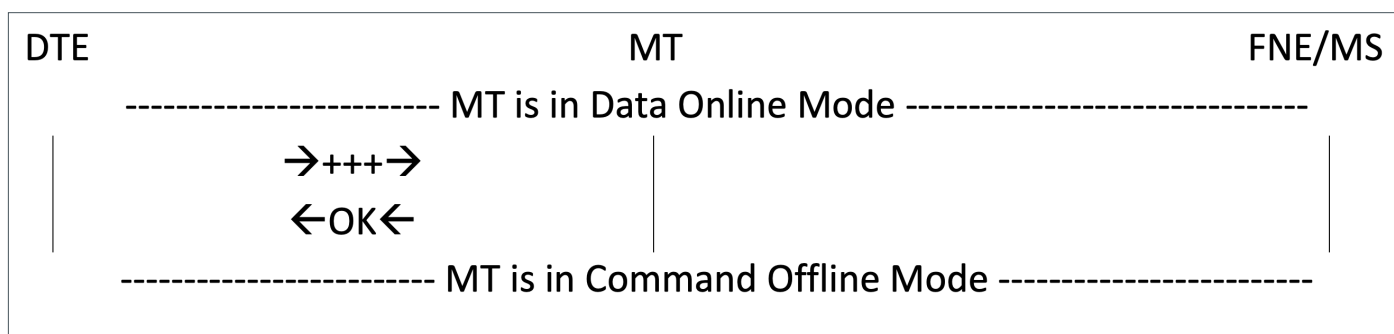 DTE MT FNE/MS
------------------------- MT is in Data Online Mode --------------------------------
→+++→
←OK←
------------------------- MT is in Command Offline Mode -------------------------